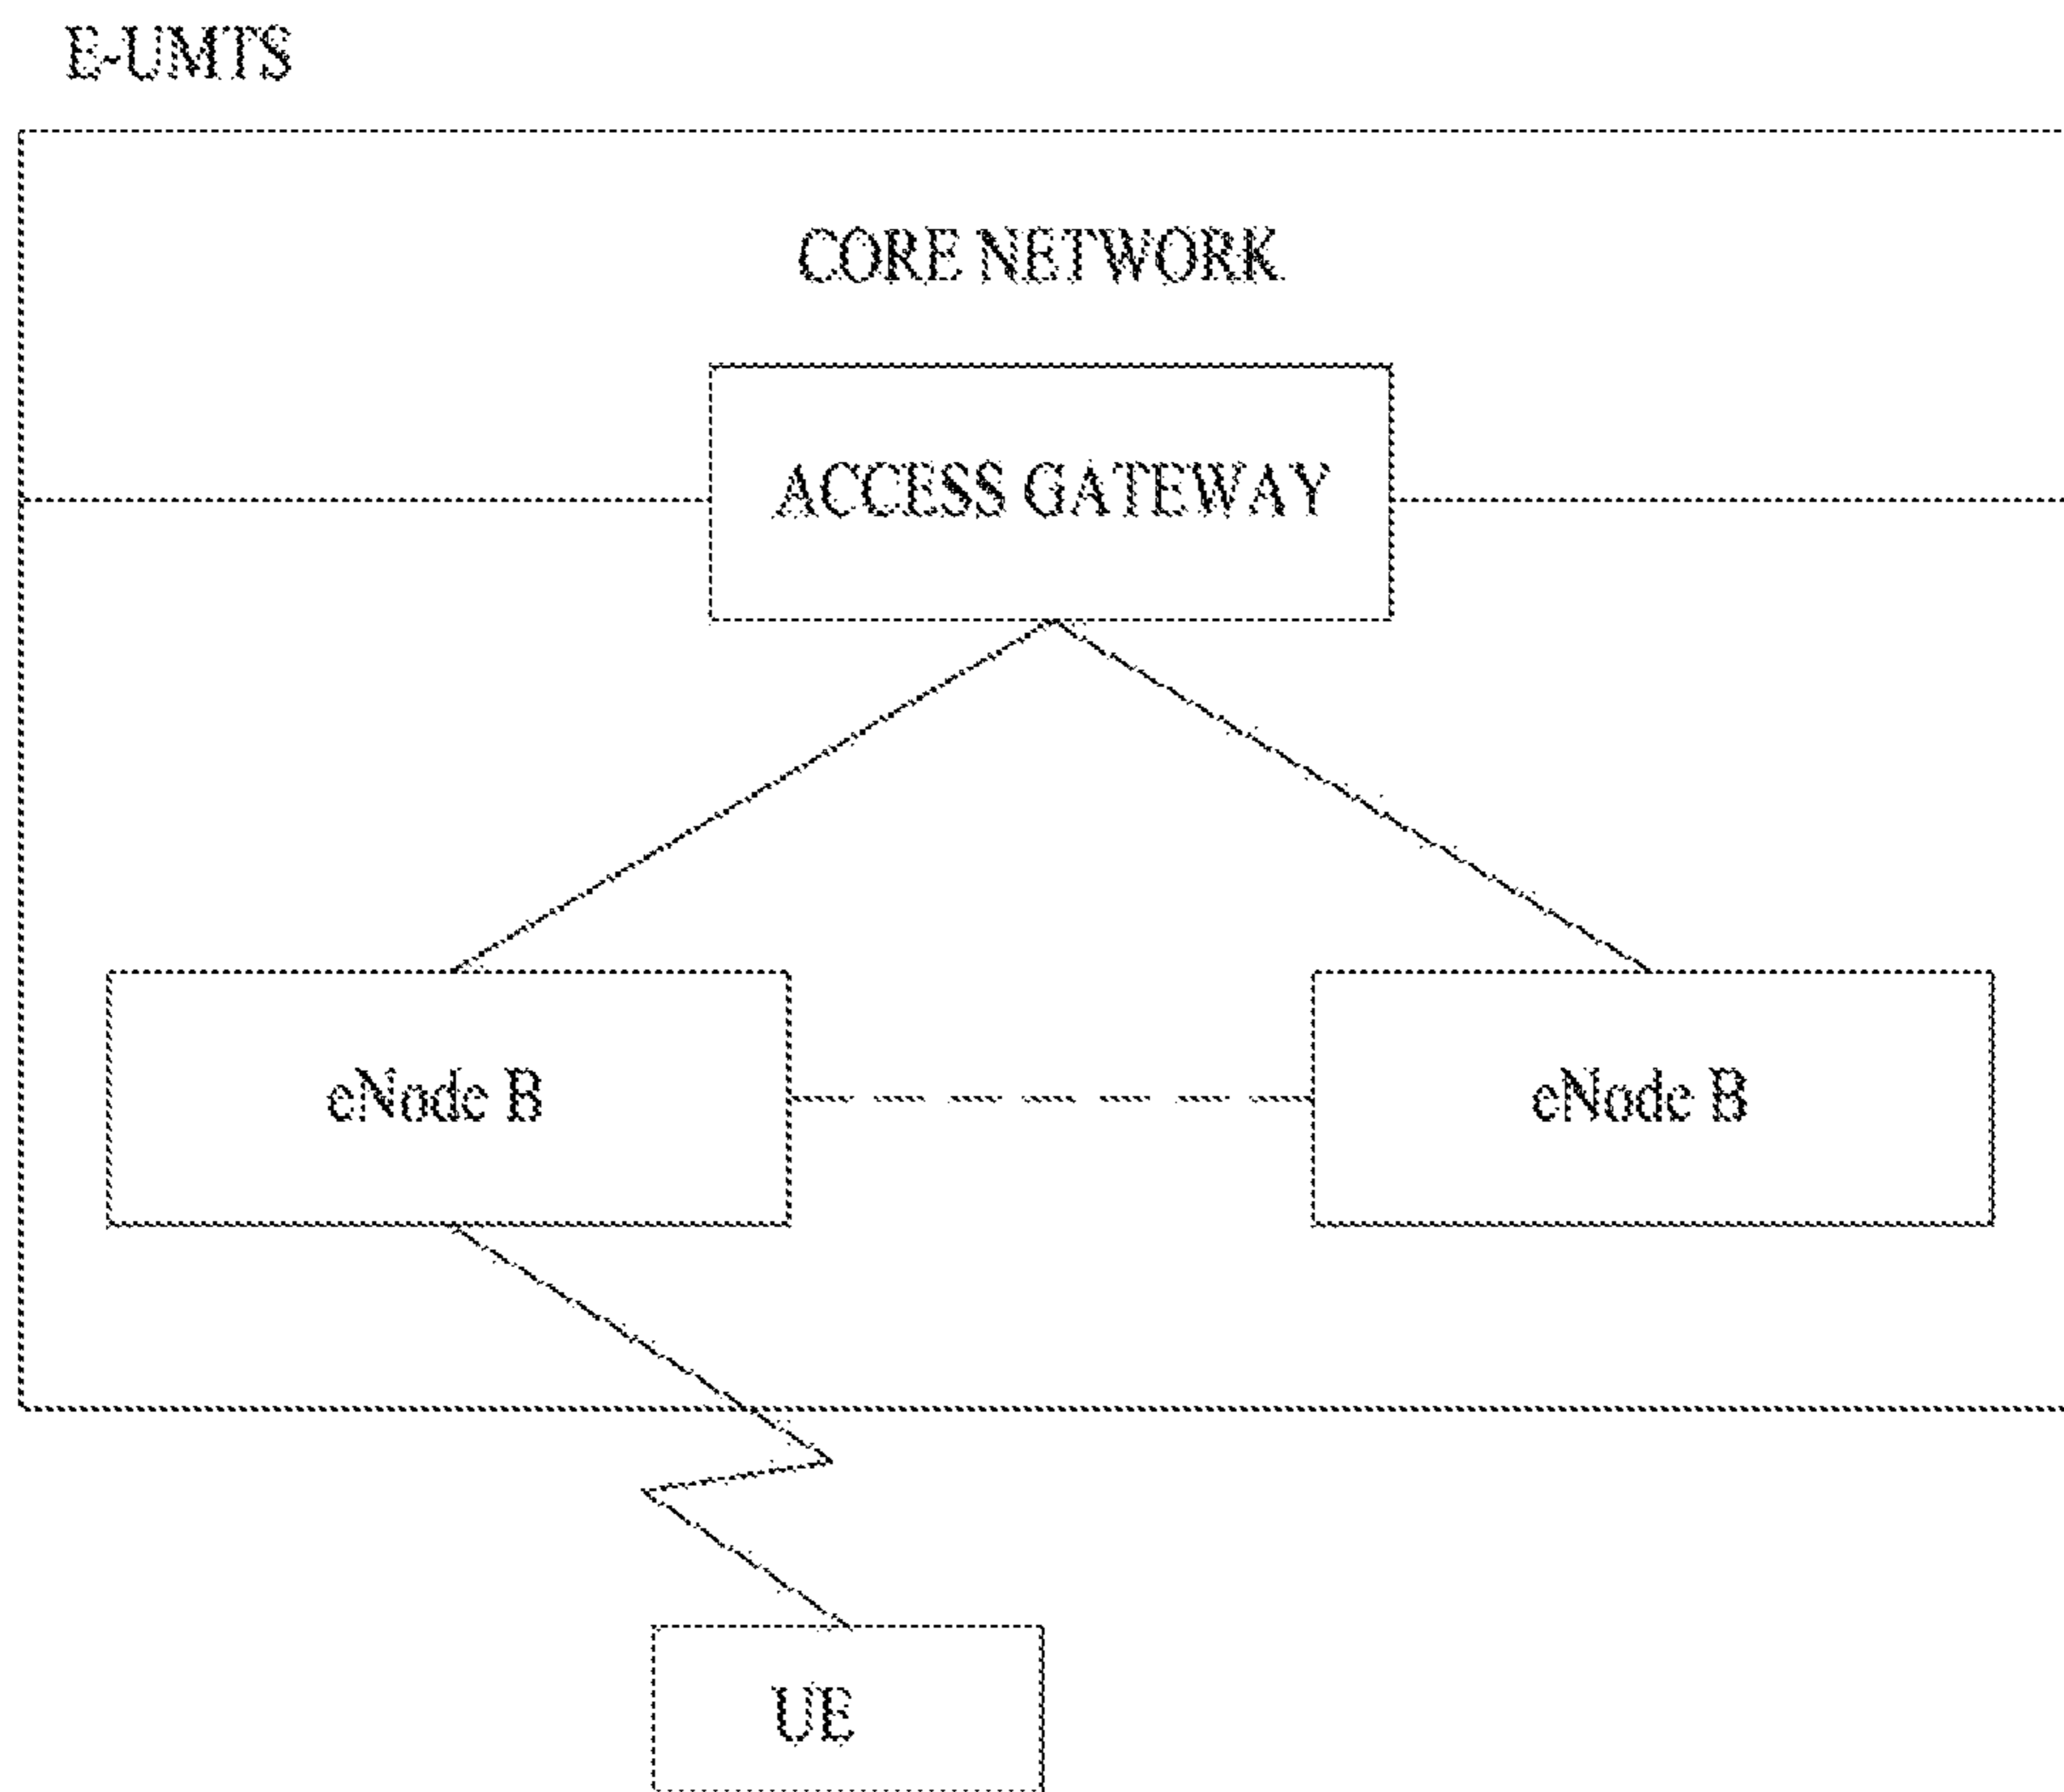 E-UMTS
CORE NETWORK
ACCESS GATEWAY
eNode B
eNode B
UE